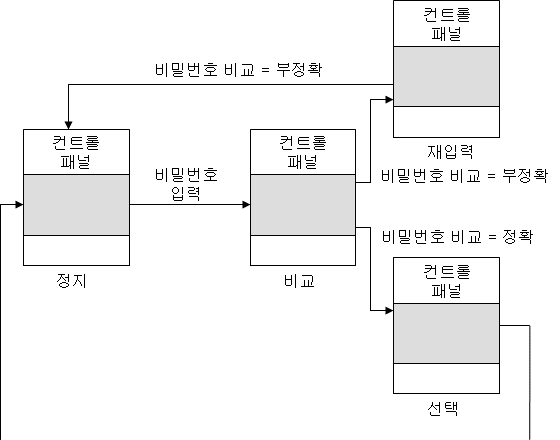 컨트롤
패널
비밀번호 비교 = 부정확
재입력
컨트롤
패널
정지
비밀번호
입력
컨트롤
패널
비교
비밀번호 비교 = 부정확
비밀번호 비교 = 정확
컨트롤
패널
선택